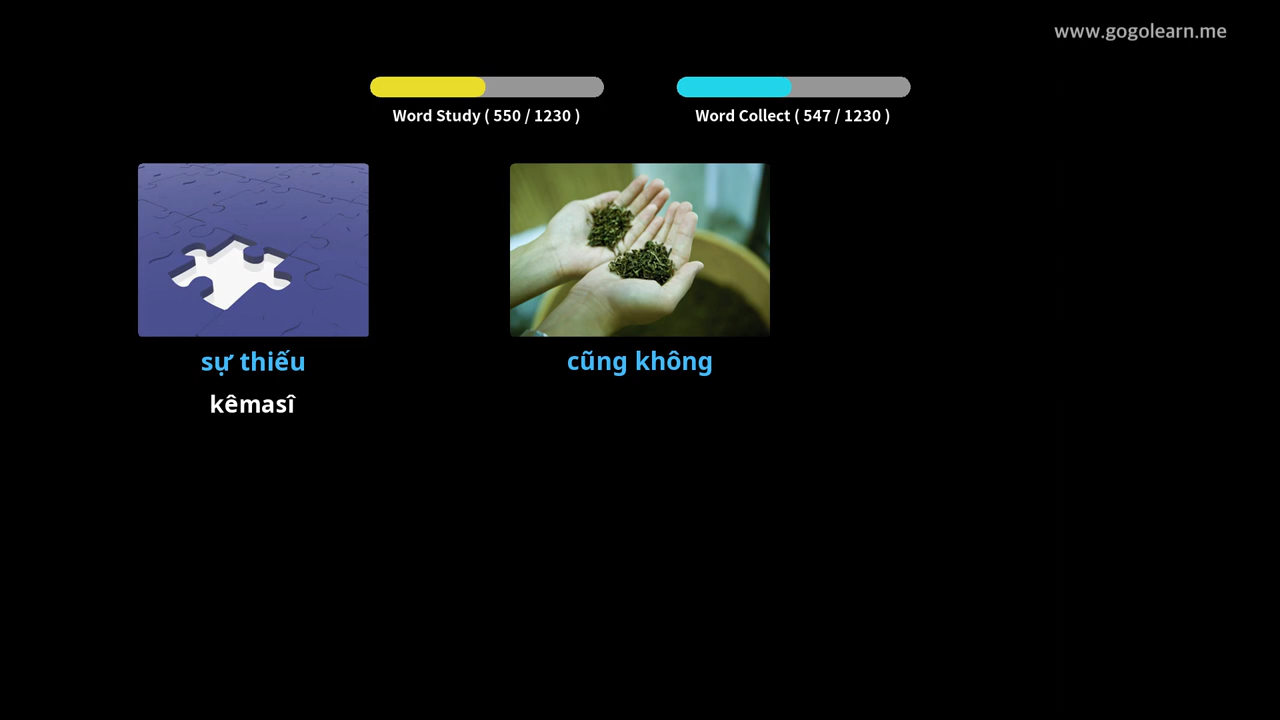 www.gogolearn.me
Word Study ( 550 / 1230 )
Word Collect ( 547 / 1230 )
sự thiếu
cũng không
kêmasî